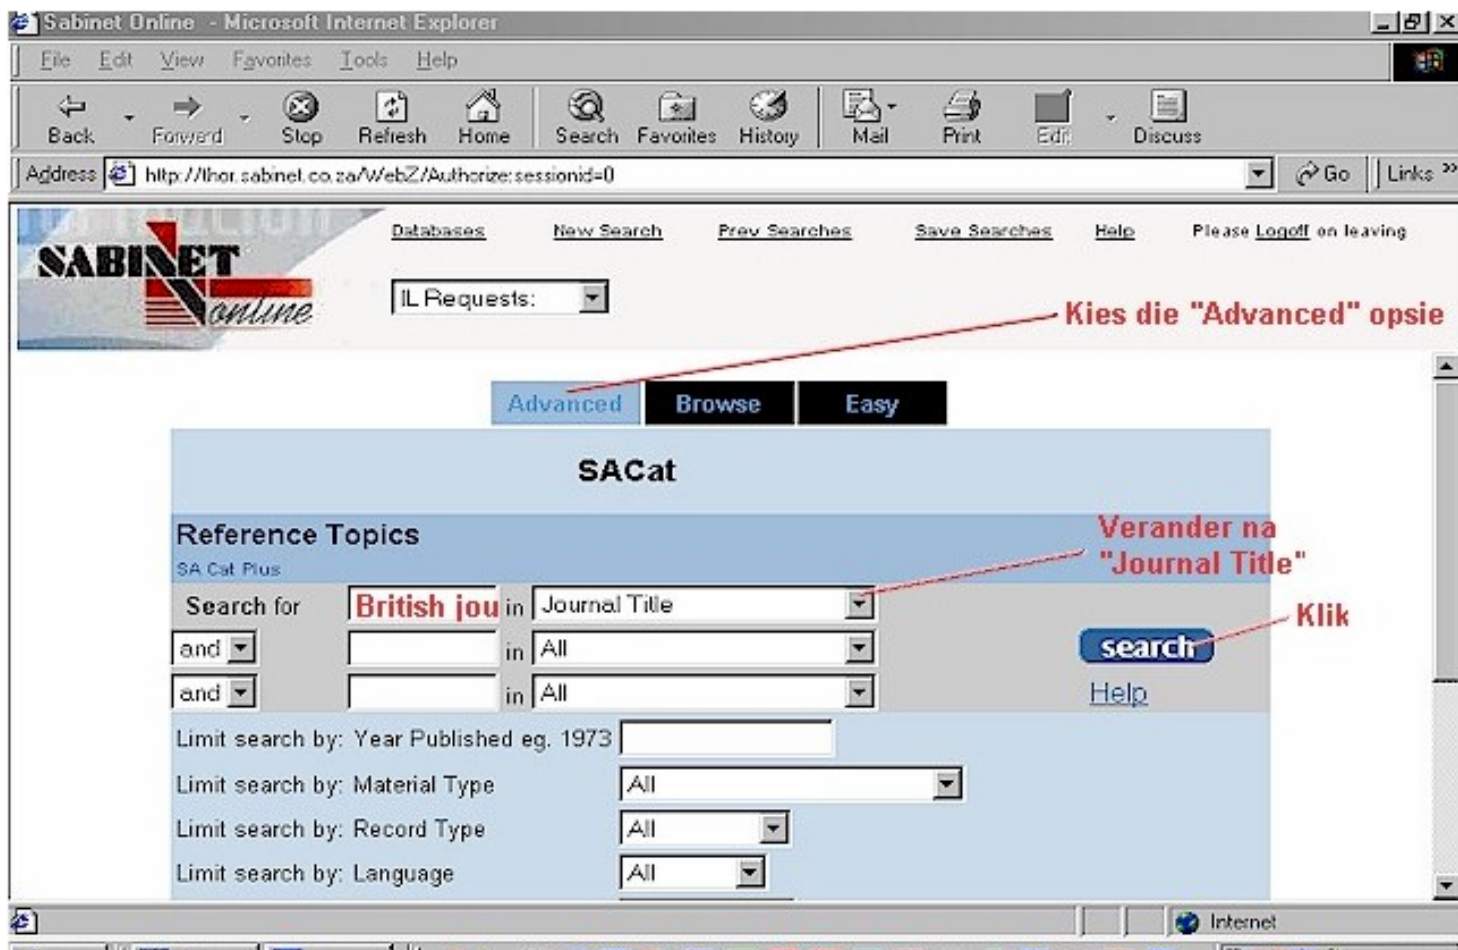 Sabinet Online - Microsoft Internet Explorer
File Edit View Favorites Tools Help
Back Forward Stop Refresh Home Search Favorites History Mail Print Edit Discuss
Address http://thor.sabinet.co.za/WebZ/Authorize:sessionid=0 Go Links »
SABINET online
Databases New Search Prev Searches Save Searches Help Please Logoff on leaving
IL Requests:
Kies die "Advanced" opsie
Advanced Browse Easy
SACat
Reference Topics
SA Cat Plus
Verander na
"Journal Title"
Search for British jou in Journal Title
Klik
and in All
search
and in All
Help
Limit search by: Year Published eg. 1973
Limit search by: Material Type All
Limit search by: Record Type All
Limit search by: Language All
Internet